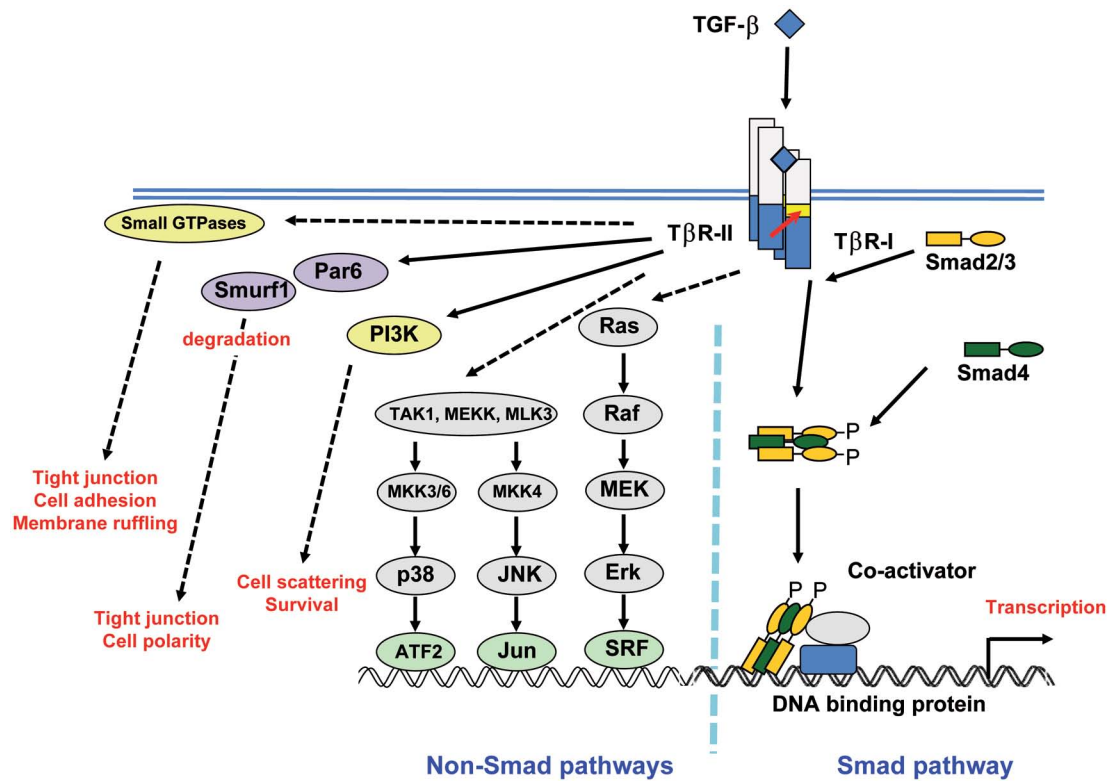 TGF-β
Small GTPases
TβR-II
TβR-I
Par6
Smurf1
Smad2/3
degradation
PI3K
Ras
Smad4
TAK1, MEKK, MLK3
Raf
P
P
Tight junction
Cell adhesion
Membrane ruffling
MKK3/6
MKK4
MEK
p38
JNK
Erk
Cell scattering
Survival
P P
Co-activator
Transcription
Tight junction
Cell polarity
ATF2
Jun
SRF
DNA binding protein
Non-Smad pathways
Smad pathway